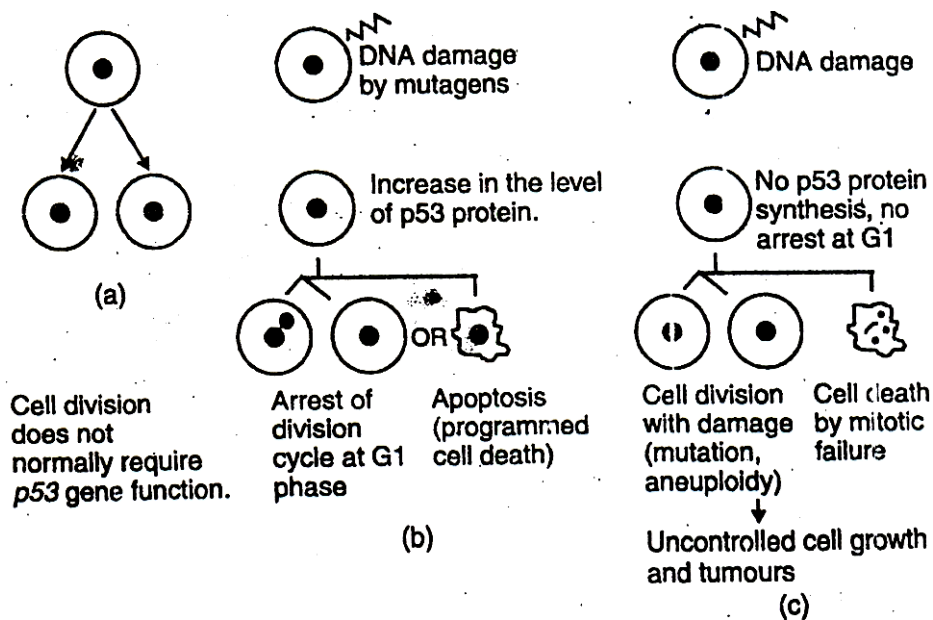 DNA damage
by mutagens
DNA damage
Increase in the level
of p53 protein.
No p53 protein
synthesis, no
arrest at G1
(a)
OR
Cell division
does not
normally require
p53 gene function.
Arrest of
division
cycle at G1
phase
Apoptosis
(programmed
cell death)
(b)
Cell division
with damage
(mutation,
aneuploidy)
Cell death
by mitotic
failure
Uncontrolled cell growth
and tumours
(c)